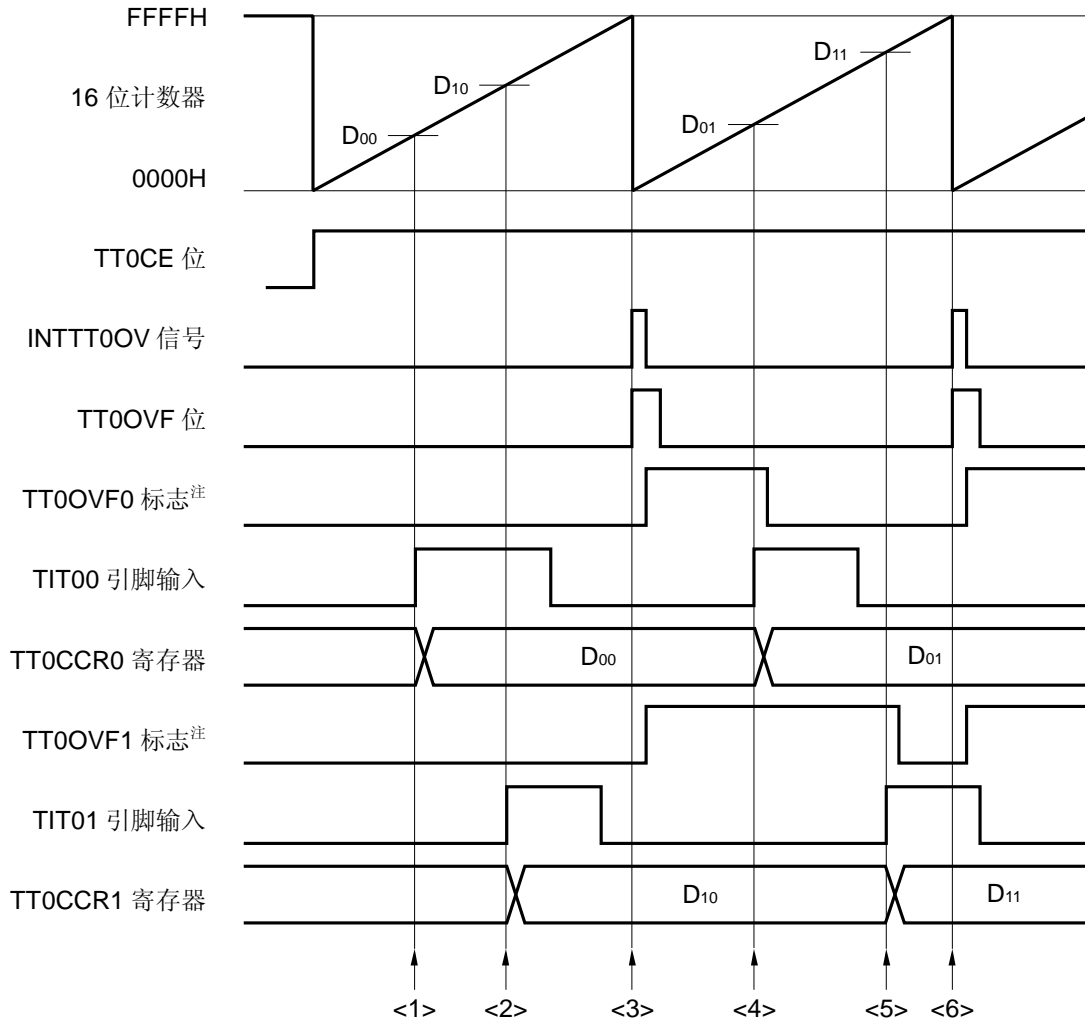 FFFFH
16 位计数器
0000H
D00
D10
D01
D11
TT0CE 位
INTTT0OV 信号
TT0OVF 位
TT0OVF0 标志注
TIT00 引脚输入
TT0CCR0 寄存器
D00
D01
TT0OVF1 标志注
TIT01 引脚输入
TT0CCR1 寄存器
D10
D11
<1> <2> <3> <4> <5> <6>